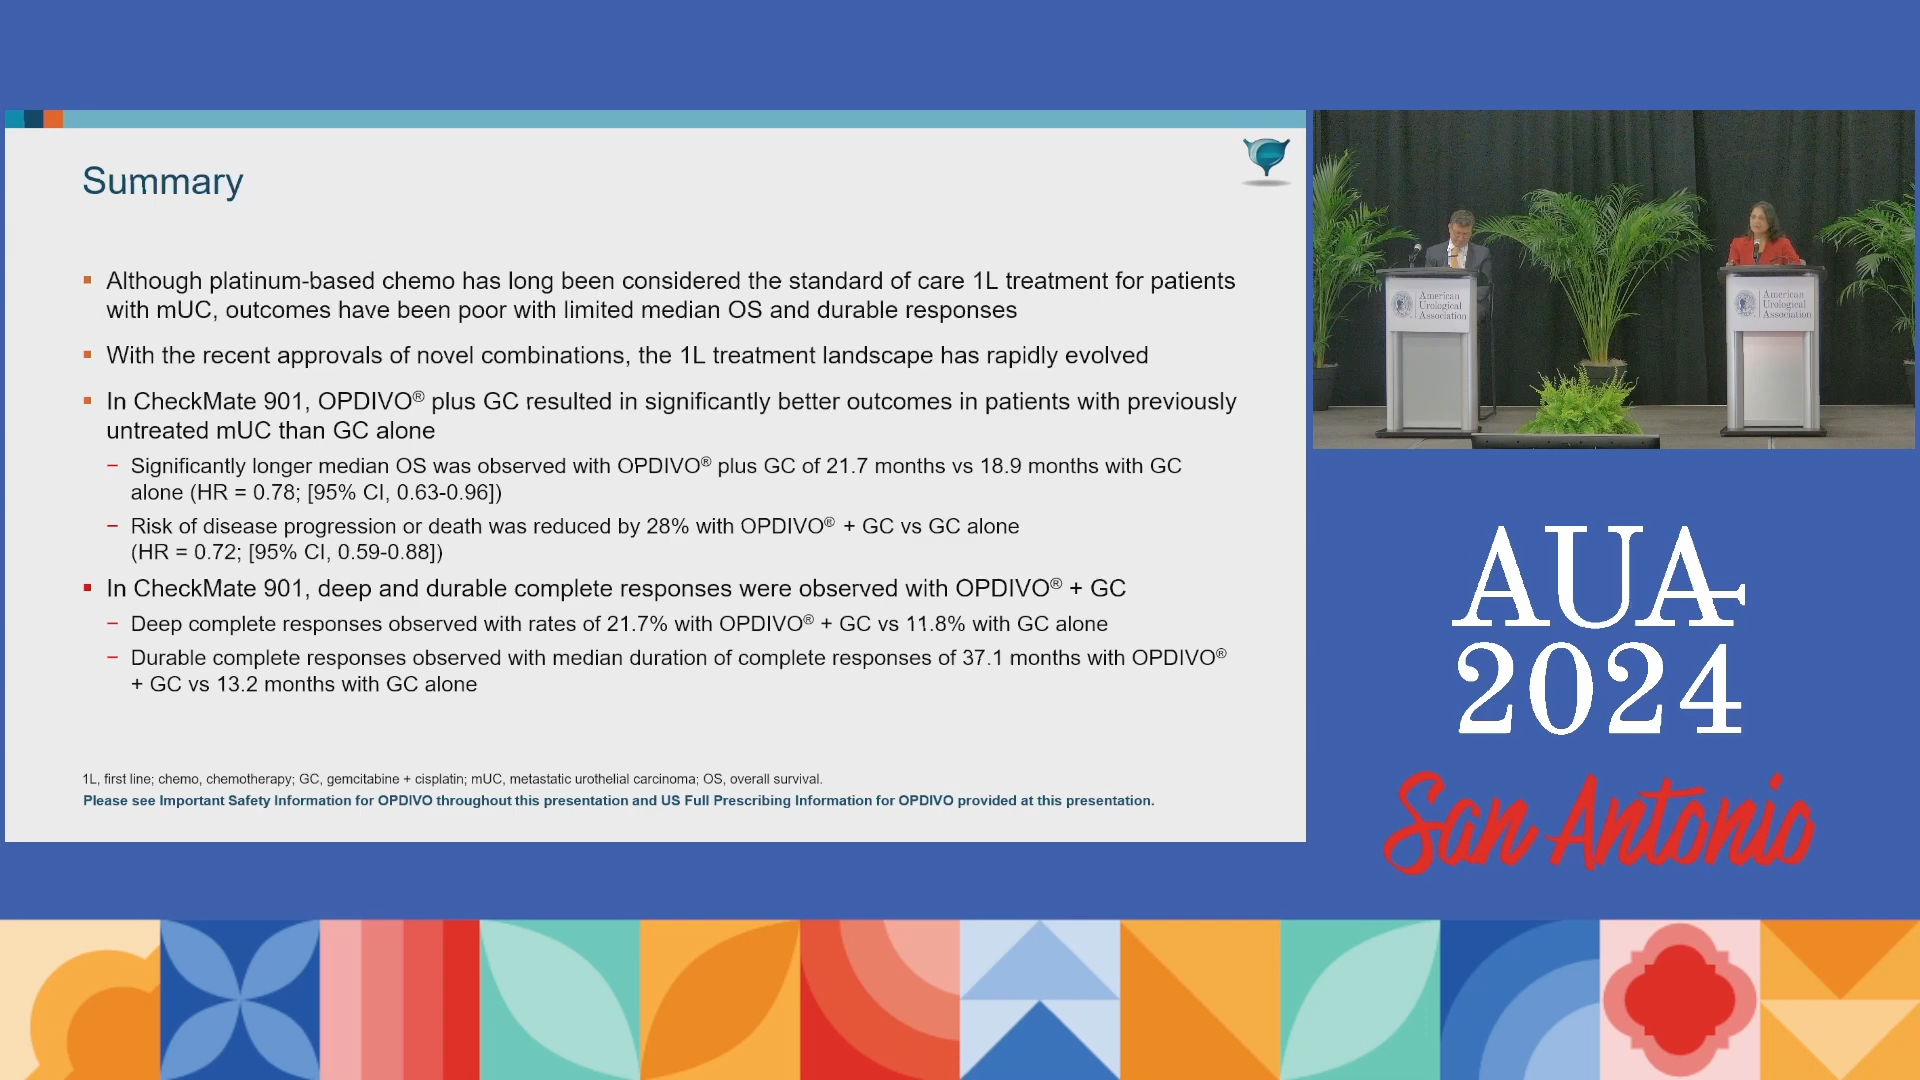 Summary
▪ Although platinum-based chemo has long been considered the standard of care 1L treatment for patients
with mUC, outcomes have been poor with limited median OS and durable responses
▪ With the recent approvals of novel combinations, the 1L treatment landscape has rapidly evolved
▪ In CheckMate 901, OPDIVO® plus GC resulted in significantly better outcomes in patients with previously
untreated mUC than GC alone
− Significantly longer median OS was observed with OPDIVO® plus GC of 21.7 months vs 18.9 months with GC
alone (HR = 0.78; [95% CI, 0.63-0.96])
− Risk of disease progression or death was reduced by 28% with OPDIVO® + GC vs GC alone
(HR = 0.72; [95% CI, 0.59-0.88])
▪ In CheckMate 901, deep and durable complete responses were observed with OPDIVO® + GC
− Deep complete responses observed with rates of 21.7% with OPDIVO® + GC vs 11.8% with GC alone
− Durable complete responses observed with median duration of complete responses of 37.1 months with OPDIVO®
+ GC vs 13.2 months with GC alone
1L, first line; chemo, chemotherapy; GC, gemcitabine + cisplatin; mUC, metastatic urothelial carcinoma; OS, overall survival.
Please see Important Safety Information for OPDIVO throughout this presentation and US Full Prescribing Information for OPDIVO provided at this presentation.
American
Urological
Association
American
Urological
Association
AUA
2024
San Antonio